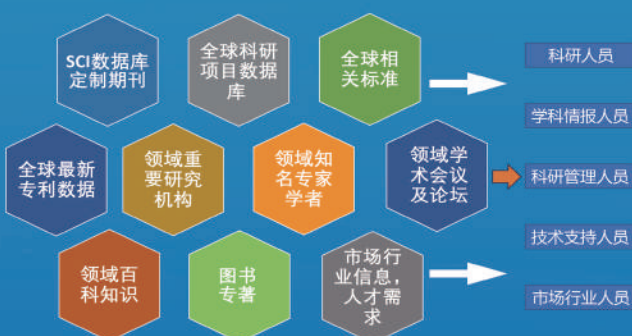 SCI数据库
定制期刊
全球科研
项目数据
库
全球相
关标准
全球最新
专利数据
领域重
要研究
机构
领域知
名专家
学者
领域学
术会议
及论坛
领域百
科知识
图书
专著
市场行
业信息，
人才需
求
科研人员
学科情报人员
科研管理人员
技术支持人员
市场行业人员